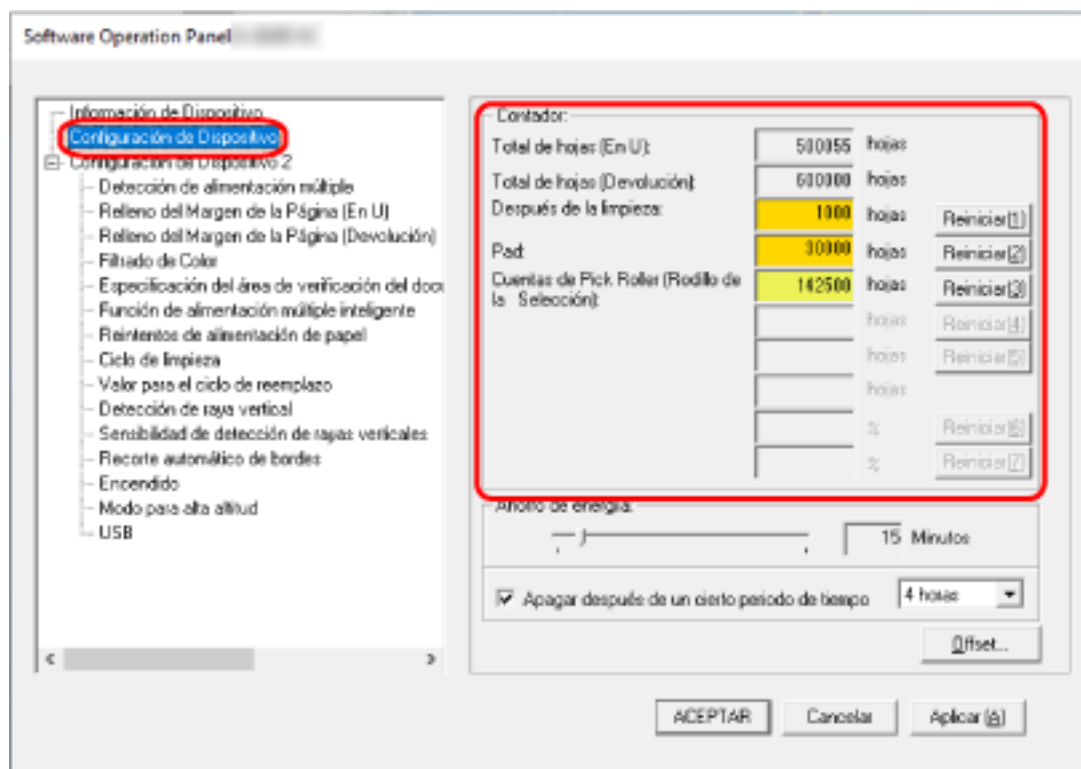 Software Operation Panel
Información de Dispositivo
Configuración de Dispositivo
Configuración de Dispositivo 2
Detección de alimentación múltiple
Relleno del Margen de la Página (En U)
Relleno del Margen de la Página (Devolución)
Filtrado de Color
Especificación del área de verificación del docu
Función de alimentación múltiple inteligente
Reintentos de alimentación de papel
Ciclo de limpieza
Valor para el ciclo de reemplazo
Detección de raya vertical
Sensibilidad de detección de rayas verticales
Recorte automático de bordes
Encendido
Modo para alta altitud
USB
Contador:
Total de hojas (En U): 500055 hojas
Total de hojas (Devolución): 600000 hojas
Después de la limpieza: 1000 hojas Reiniciar(1)
Pad: 30000 hojas Reiniciar(2)
Cuentas de Pick Roller (Rodillo de
la Selección): 142500 hojas Reiniciar(3)
hojas Reiniciar(4)
hojas Reiniciar(5)
hojas
% Reiniciar(6)
% Reiniciar(7)
Ahorro de energía:
15 Minutos
Apagar después de un cierto periodo de tiempo 4 horas
Offset...
ACEPTAR Cancelar Aplicar (A)